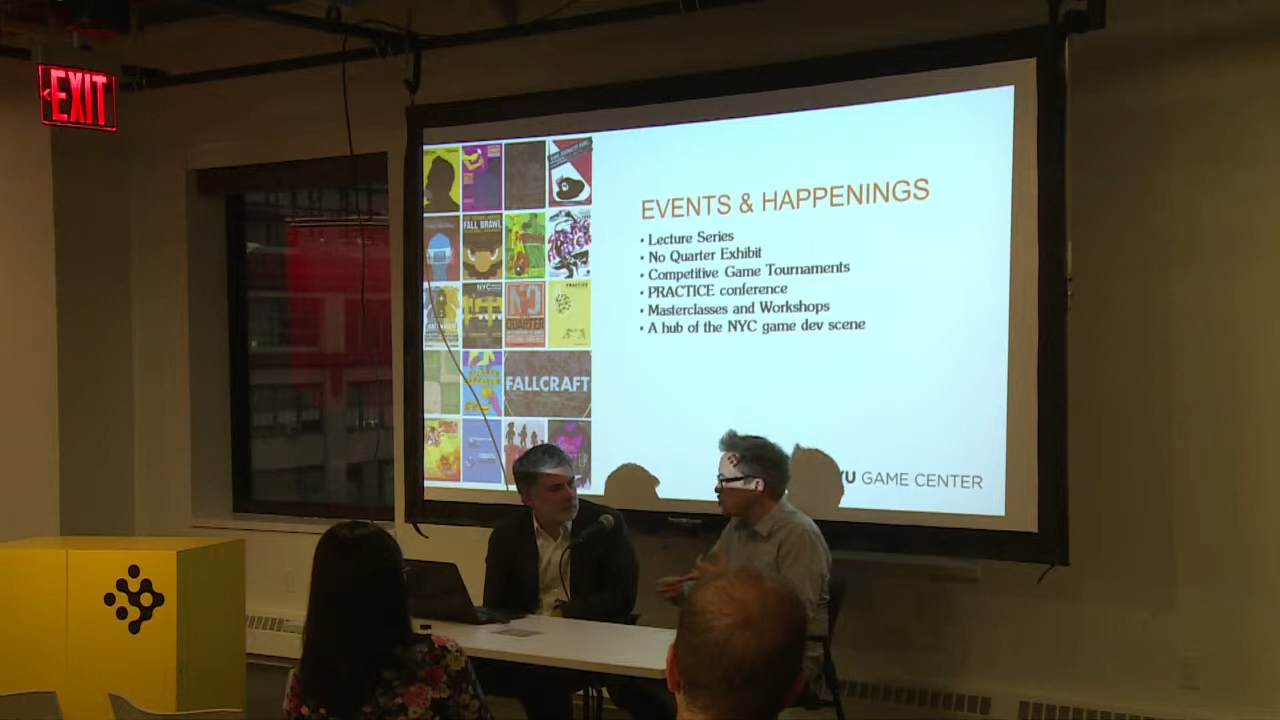 EXIT
EVENTS & HAPPENINGS
• Lecture Series
• No Quarter Exhibit
• Competitive Game Tournaments
• PRACTICE conference
• Masterclasses and Workshops
• A hub of the NYC game dev scene
FALL BRAWL
NYC
NO
QUARTER
PRACTICE
FALLCRAFT
GAME CENTER